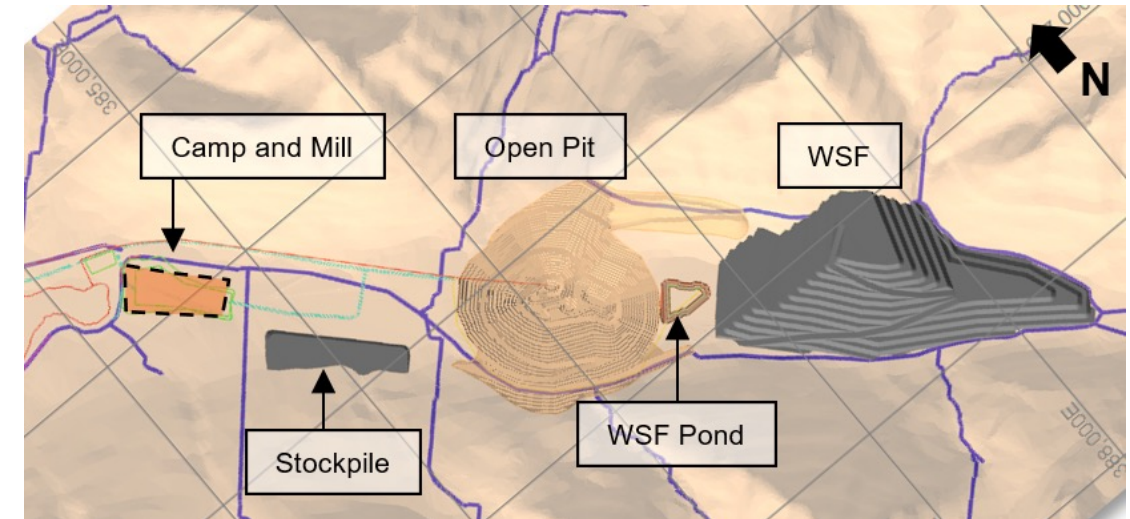 385.000E
Camp and Mill
Open Pit
WSF
N
Stockpile
WSF Pond
388.000E